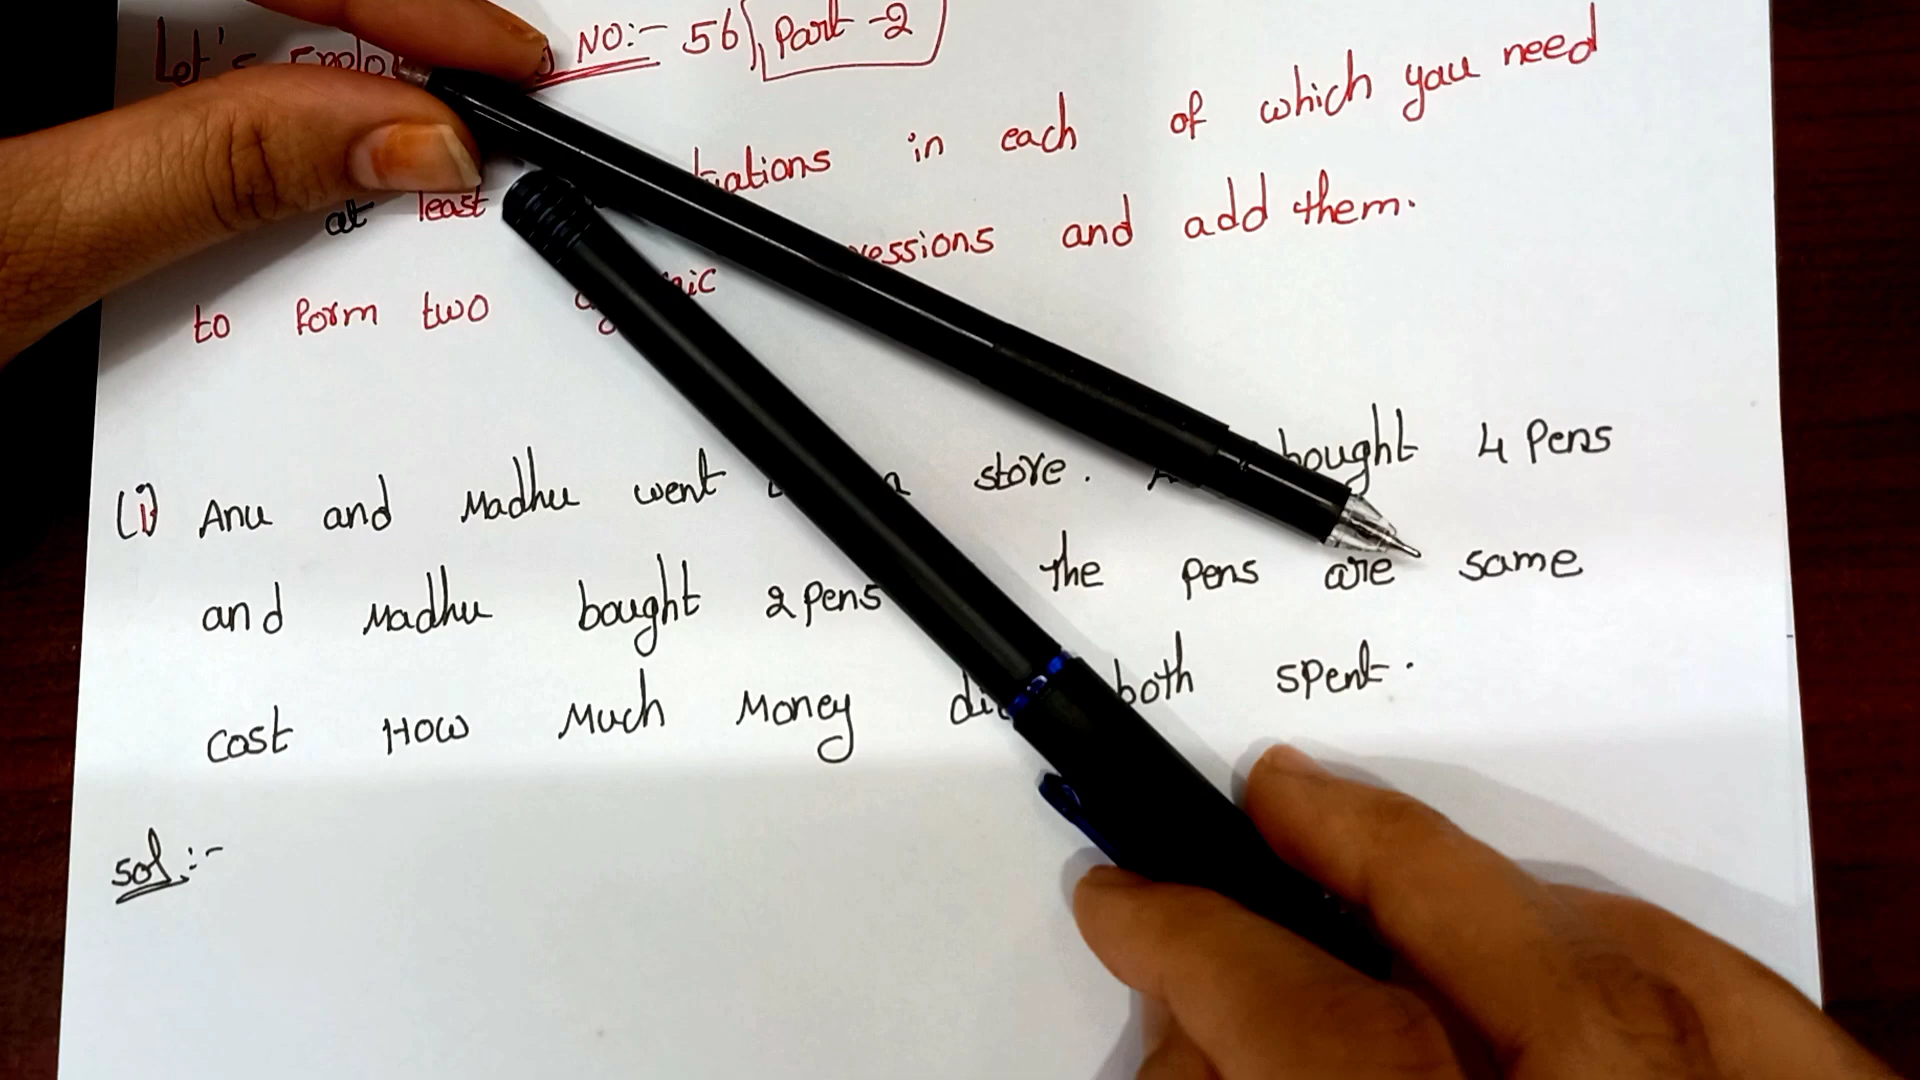 Let's NO:- 56), Part -2
in each of which you need
at least and add them.
to form two
(i) Anu and Madhu went store. bought 4 Pens
and Madhu bought 2 pens the pens are same
cost How Much Money both spent.
sol:-